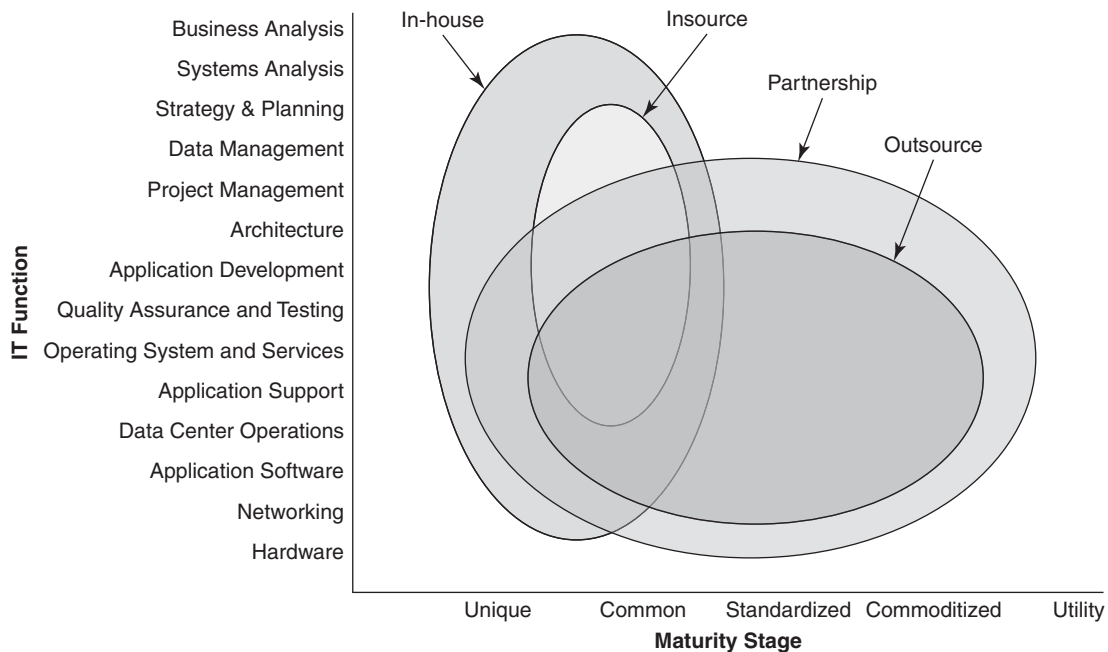 In-house
Insource
Partnership
Outsource
IT Function
Business Analysis
Systems Analysis
Strategy & Planning
Data Management
Project Management
Architecture
Application Development
Quality Assurance and Testing
Operating System and Services
Application Support
Data Center Operations
Application Software
Networking
Hardware
Unique Common Standardized Commoditized Utility
Maturity Stage